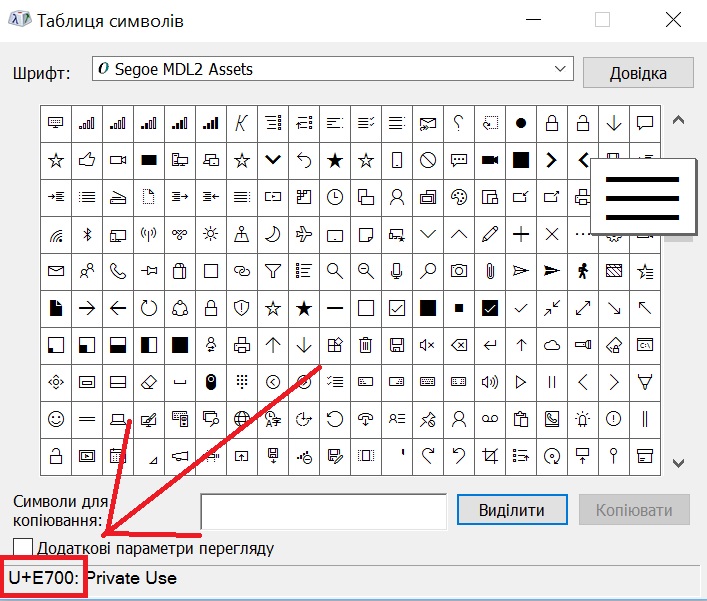 Таблиця символів
Шрифт:
Segoe MDL2 Assets
Довідка
Символи для
копіювання:
Виділити
Копіювати
Додаткові параметри перегляду
U+E700: Private Use